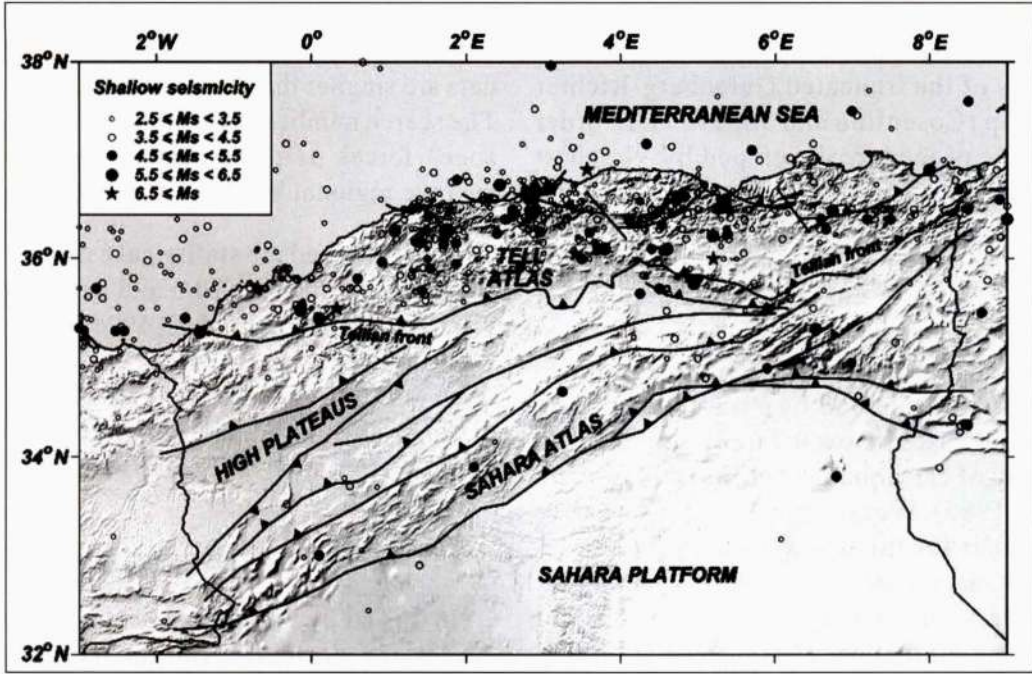 2°W 0° 2°E 4°E 6°E 8°E
38°N
Shallow seismicity
2.5 ≤ Ms < 3.5
3.5 ≤ Ms < 4.5
4.5 ≤ Ms < 5.5
5.5 ≤ Ms < 6.5
6.5 ≤ Ms
MEDITERRANEAN SEA
36°N
TELL
ATLAS
Tellian front
Tellian front
HIGH PLATEAUS
SAHARA ATLAS
34°N
SAHARA PLATFORM
32°N